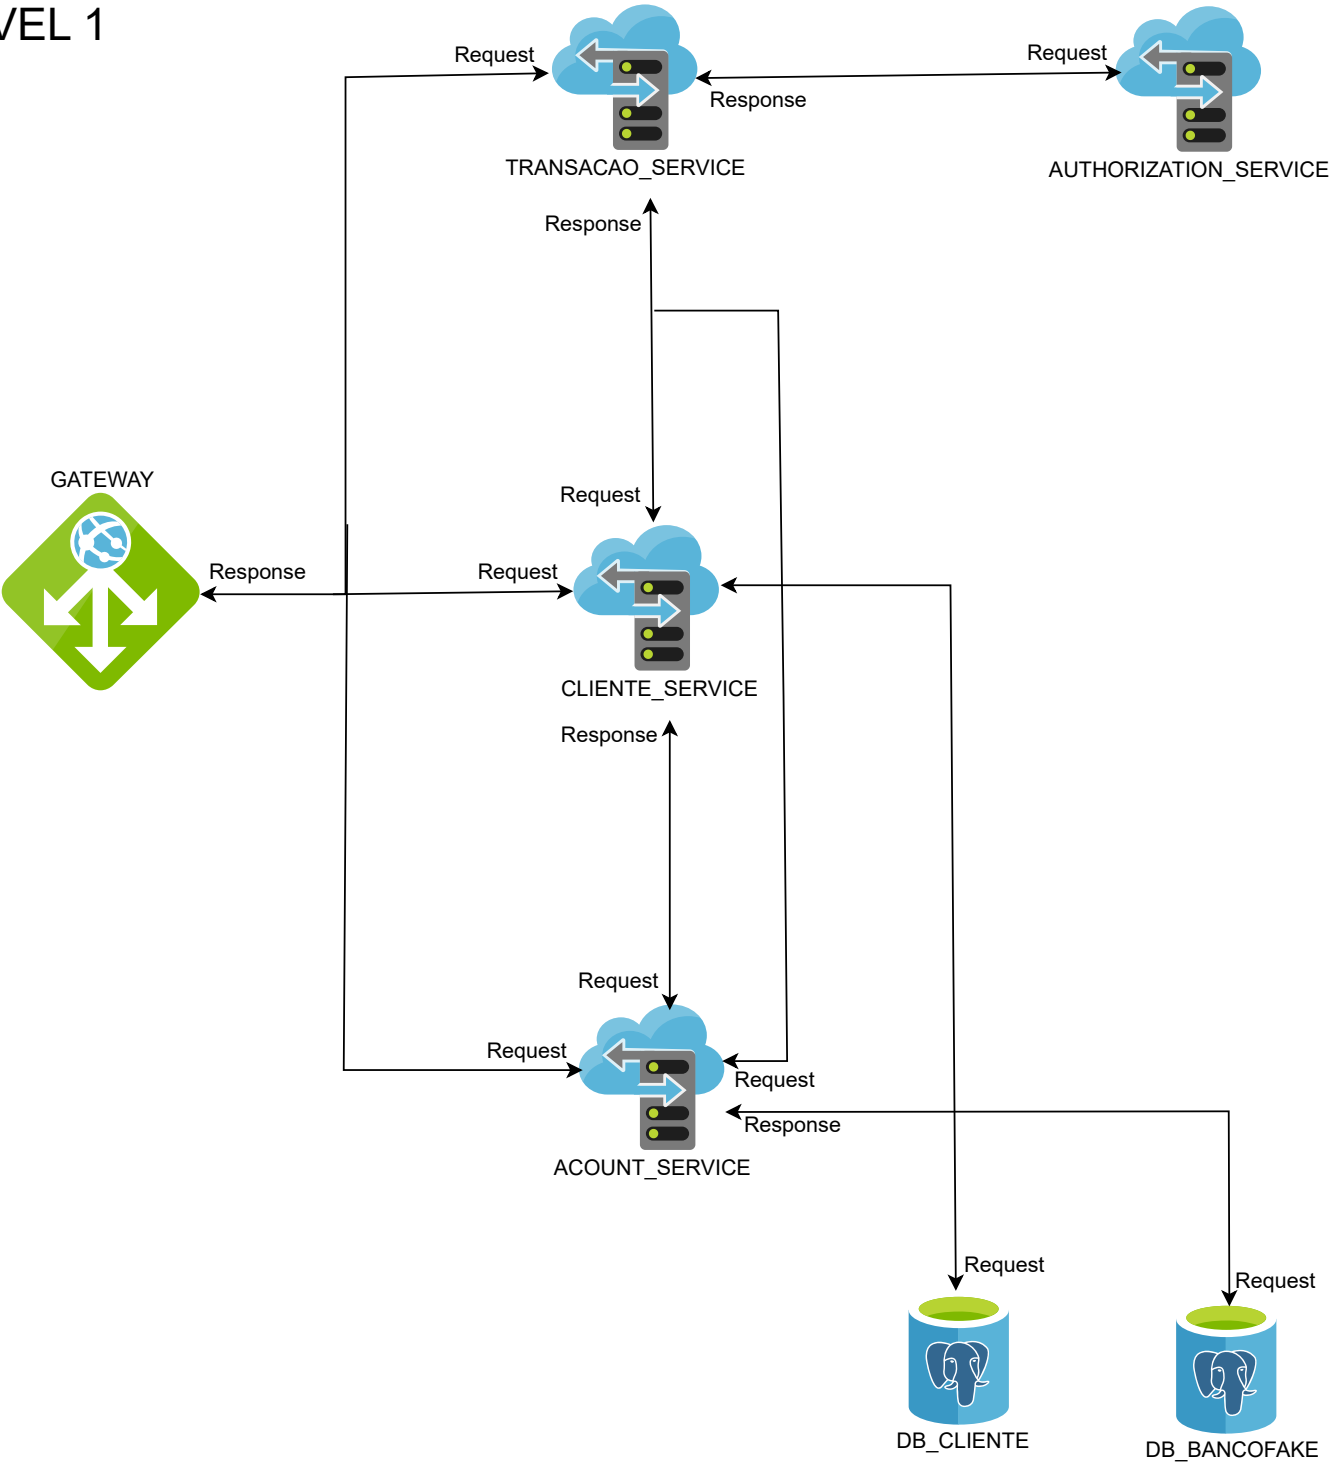 VEL 1
Request
Request
Response
TRANSACAO_SERVICE
AUTHORIZATION_SERVICE
Response
GATEWAY
Request
Response
Request
CLIENTE_SERVICE
Response
Request
Request
Request
Response
ACOUNT_SERVICE
Request
Request
DB_CLIENTE
DB_BANCOFAKE